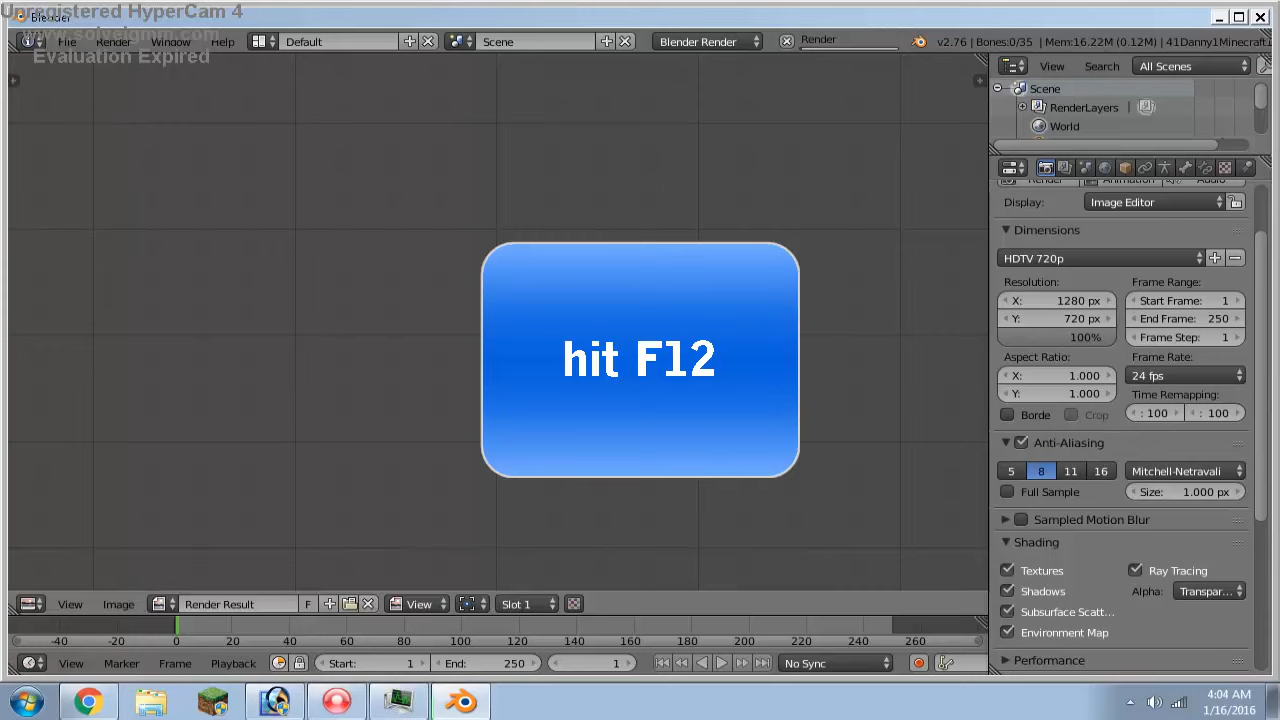 Unregistered HyperCam 4
Blender
www.solveigmm.com
Evaluation Expired
File Render Window Help Default Scene Blender Render Render v2.76 | Bones:0/35 | Mem:16.22M (0.12M) | 41Danny1Minecraft
View Search All Scenes
Scene
RenderLayers
World
Render Animation Audio
Display: Image Editor
Dimensions
HDTV 720p
Resolution: Frame Range:
X: 1280 px Start Frame: 1
Y: 720 px End Frame: 250
100% Frame Step: 1
Aspect Ratio: Frame Rate:
X: 1.000 24 fps
Y: 1.000 Time Remapping:
Borde Crop : 100 : 100
hit F12
Anti-Aliasing
5 8 11 16 Mitchell-Netravali
Full Sample Size: 1.000 px
Sampled Motion Blur
Shading
Textures Ray Tracing
Shadows Alpha: Transpar...
Subsurface Scatt...
Environment Map
Performance
View Image Render Result F View Slot 1
-40 -20 0 20 40 60 80 100 120 140 160 180 200 220 240 260
View Marker Frame Playback Start: 1 End: 250 1 No Sync
4:04 AM
1/16/2016